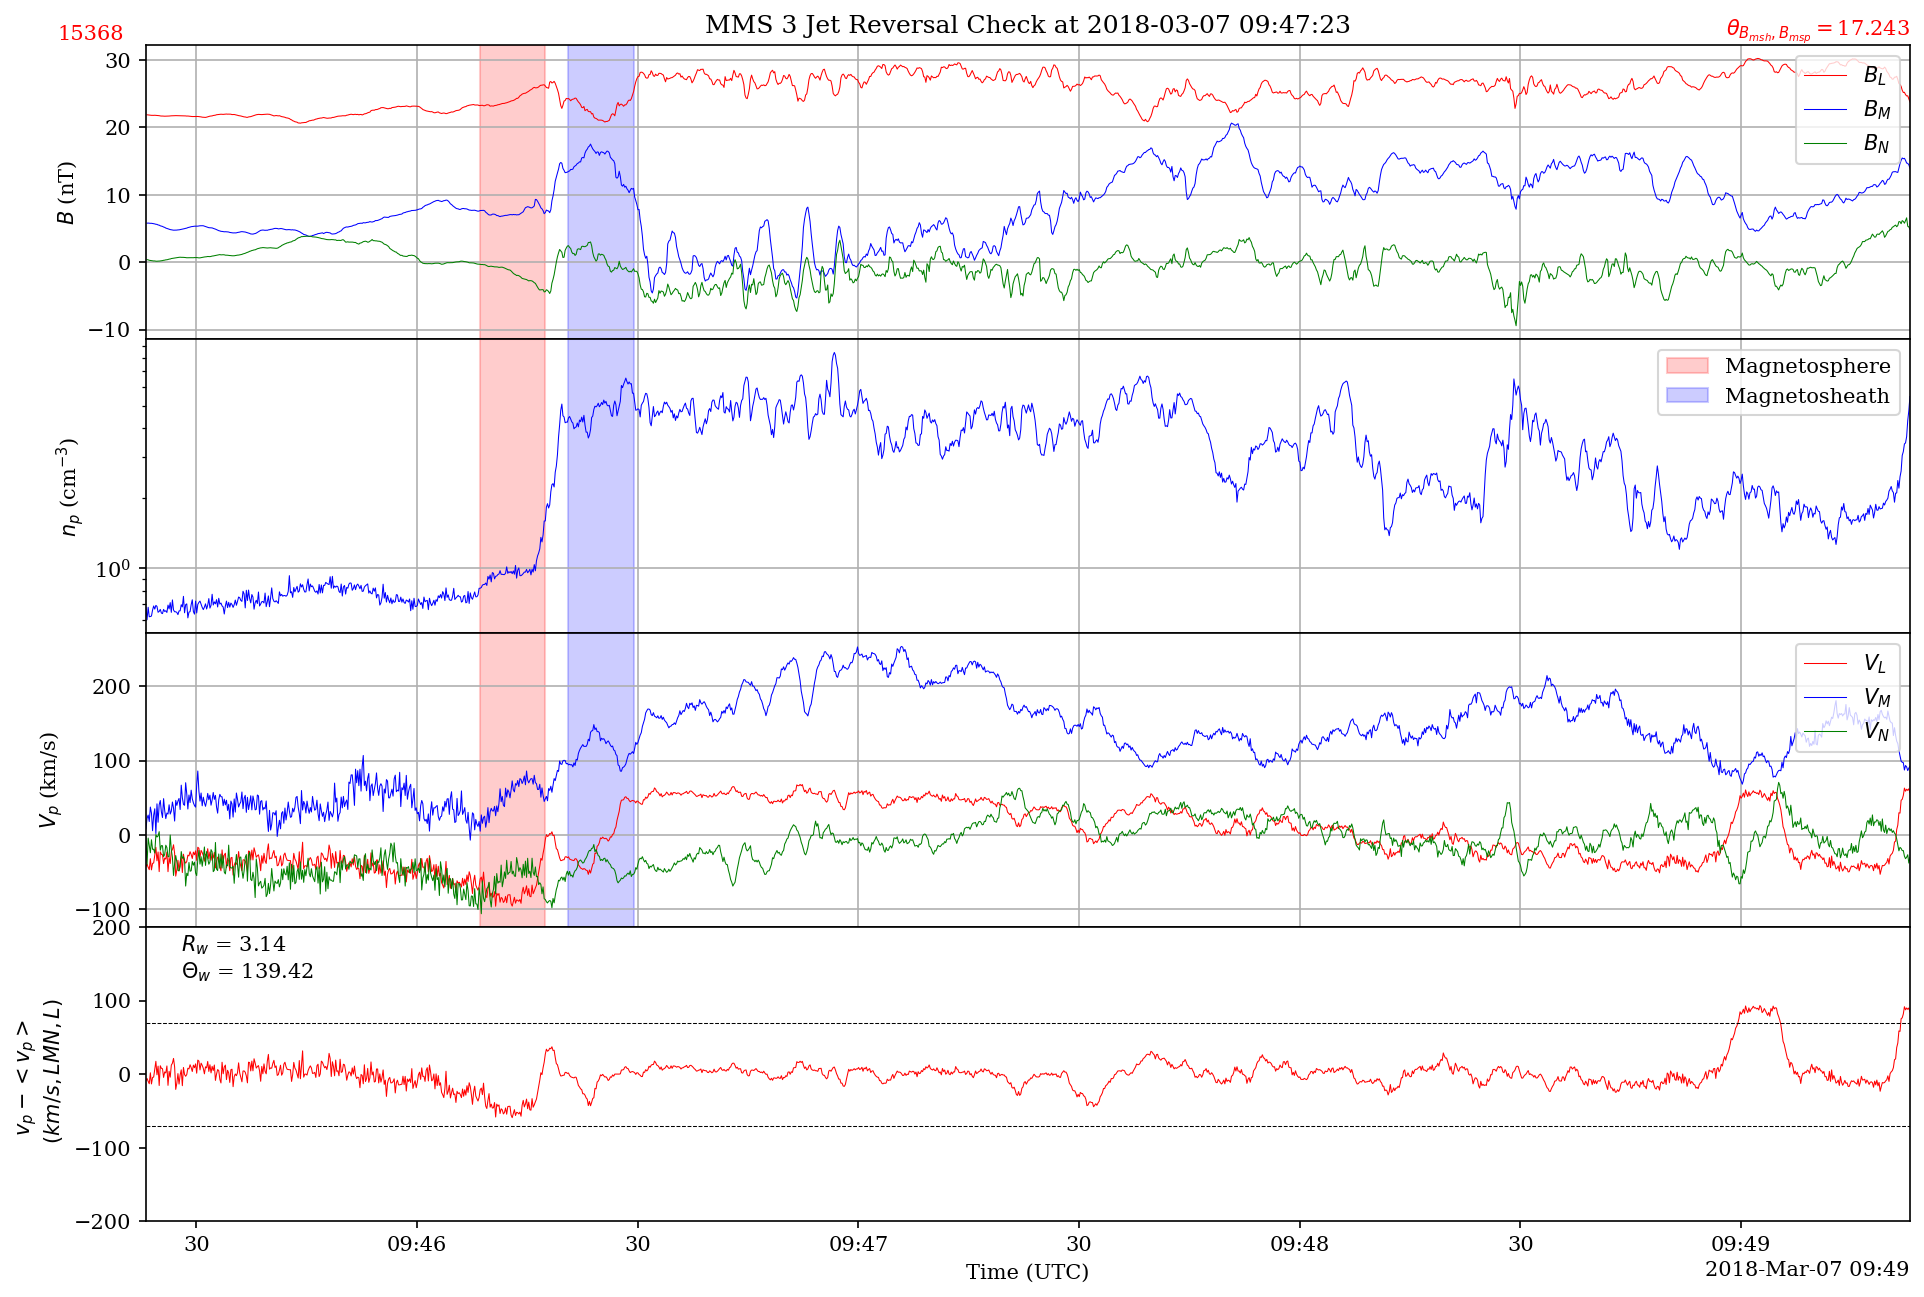 MMS 3 Jet Reversal Check at 2018-03-07 09:47:23
15368
θ_{B_{msh}, B_{msp}} = 17.243
30
20
10
0
−10
B (nT)
B_L
B_M
B_N
10^0
n_p (cm^{−3})
Magnetosphere
Magnetosheath
200
100
0
−100
V_p (km/s)
V_L
V_M
V_N
200
100
0
−100
−200
v_p − < v_p >
(km/s, LMN, L)
R_w = 3.14
Θ_w = 139.42
30
09:46
30
09:47
30
09:48
30
09:49
Time (UTC)
2018-Mar-07 09:49